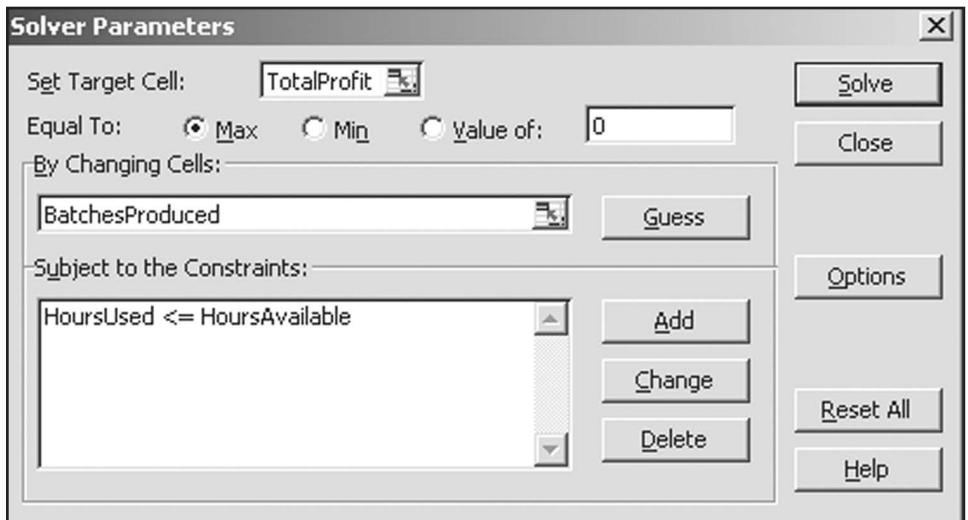 Solver Parameters
Set Target Cell: TotalProfit
Solve
Equal To: Max Min Value of: 0
Close
By Changing Cells:
BatchesProduced
Guess
Subject to the Constraints:
Options
HoursUsed <= HoursAvailable
Add
Change
Reset All
Delete
Help